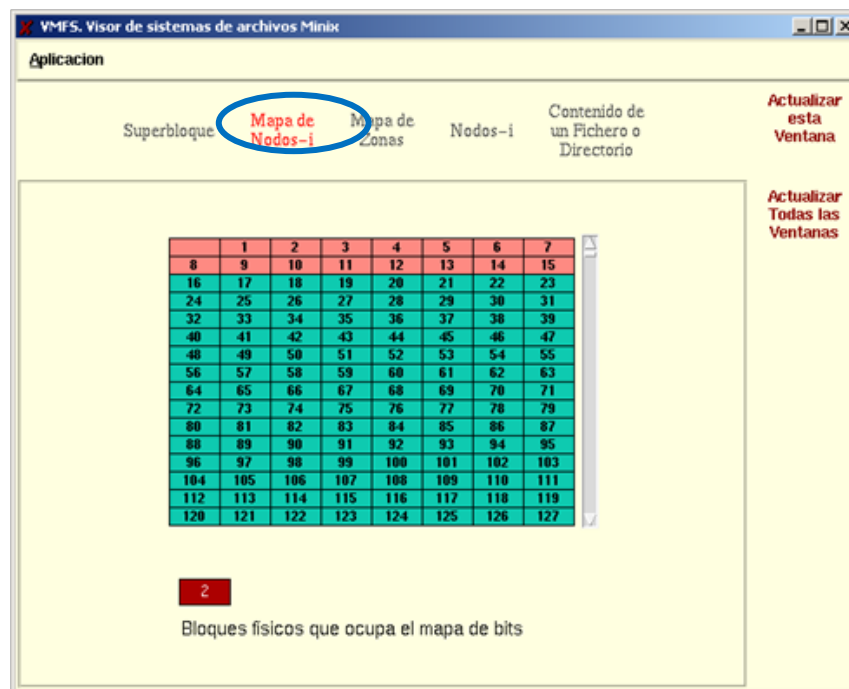 VMFS. Visor de sistemas de archivos Minix
Aplicacion
Superbloque
Mapa de
Nodos-i
Mapa de
Zonas
Nodos-i
Contenido de
un Fichero o
Directorio
Actualizar
esta
Ventana
Actualizar
Todas las
Ventanas
1 2 3 4 5 6 7
8 9 10 11 12 13 14 15
16 17 18 19 20 21 22 23
24 25 26 27 28 29 30 31
32 33 34 35 36 37 38 39
40 41 42 43 44 45 46 47
48 49 50 51 52 53 54 55
56 57 58 59 60 61 62 63
64 65 66 67 68 69 70 71
72 73 74 75 76 77 78 79
80 81 82 83 84 85 86 87
88 89 90 91 92 93 94 95
96 97 98 99 100 101 102 103
104 105 106 107 108 109 110 111
112 113 114 115 116 117 118 119
120 121 122 123 124 125 126 127
2
Bloques físicos que ocupa el mapa de bits